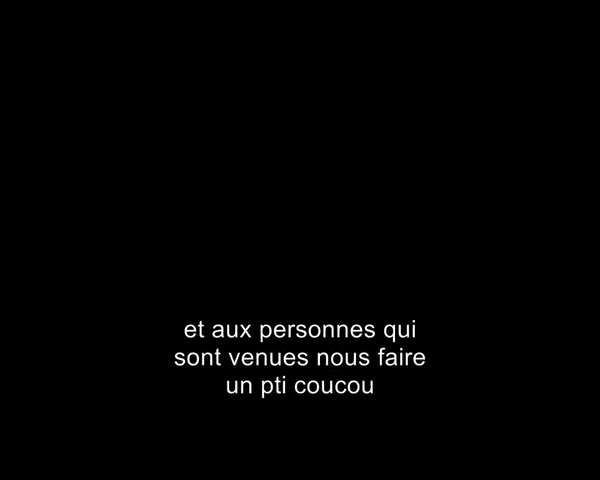 et aux personnes qui
sont venues nous faire
un pti coucou